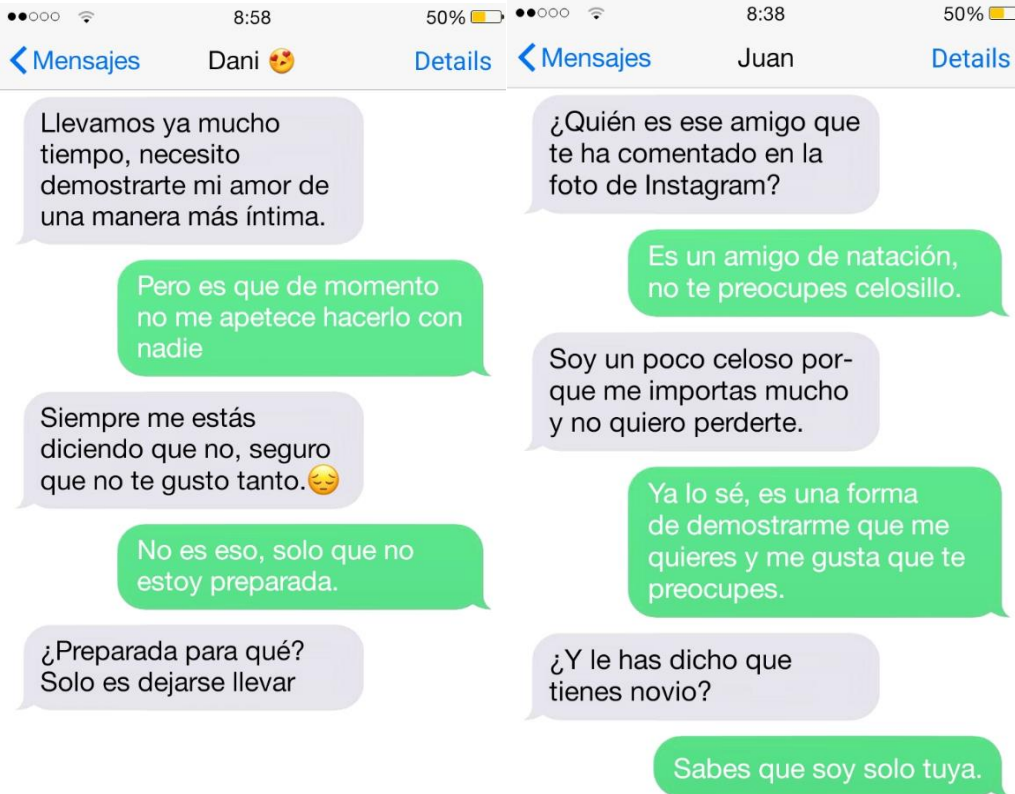 8:58
50%
Mensajes
Dani 😍
Details
Llevamos ya mucho
tiempo, necesito
demostrarte mi amor de
una manera más íntima.
Pero es que de momento
no me apetece hacerlo con
nadie
Siempre me estás
diciendo que no, seguro
que no te gusto tanto.😔
No es eso, solo que no
estoy preparada.
¿Preparada para qué?
Solo es dejarse llevar
8:38
50%
Mensajes
Juan
Details
¿Quién es ese amigo que
te ha comentado en la
foto de Instagram?
Es un amigo de natación,
no te preocupes celosillo.
Soy un poco celoso por-
que me importas mucho
y no quiero perderte.
Ya lo sé, es una forma
de demostrarme que me
quieres y me gusta que te
preocupes.
¿Y le has dicho que
tienes novio?
Sabes que soy solo tuya.